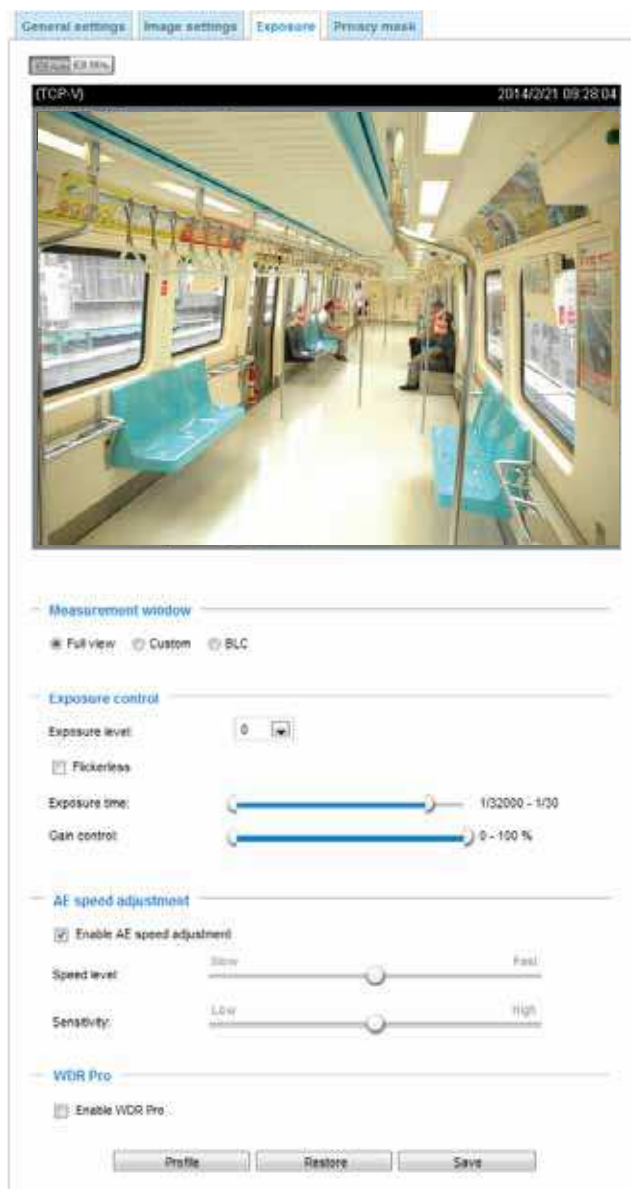 General settings Image settings Exposure Privacy mask
(TCP-V) 2014/2/21 09:28:04
Measurement window
Full view Custom BLC
Exposure control
Exposure level: 0
Flickerless
Exposure time: 1/32000 - 1/30
Gain control: 0 - 100 %
AE speed adjustment
Enable AE speed adjustment
Slow Fast
Speed level:
Low High
Sensitivity:
WDR Pro
Enable WDR Pro
Profile Restore Save